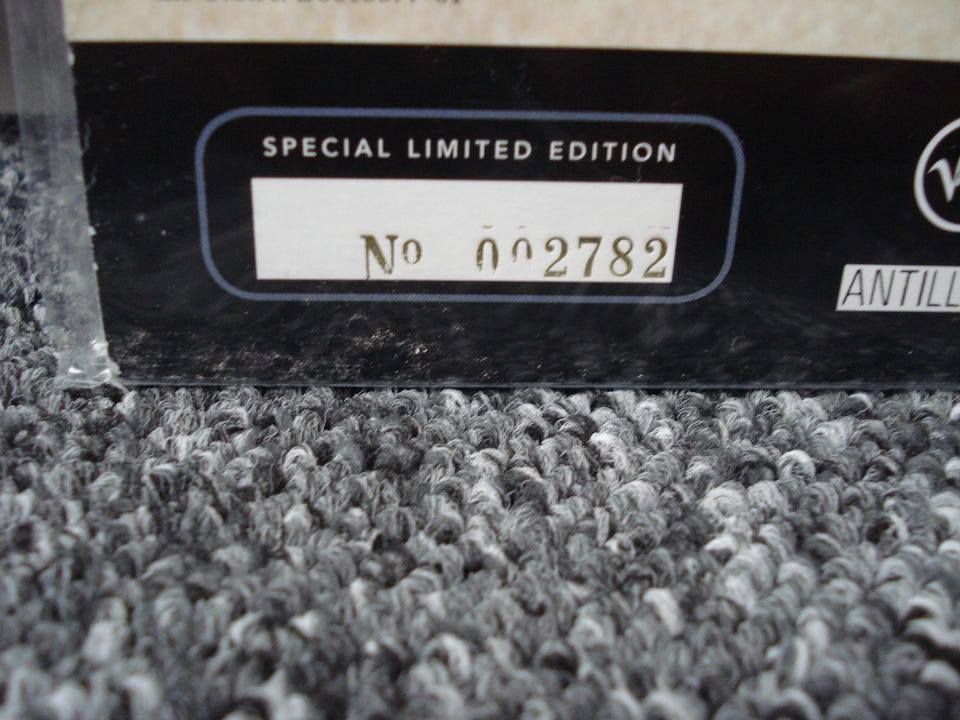 SPECIAL LIMITED EDITION
No 002782
V
ANTILL